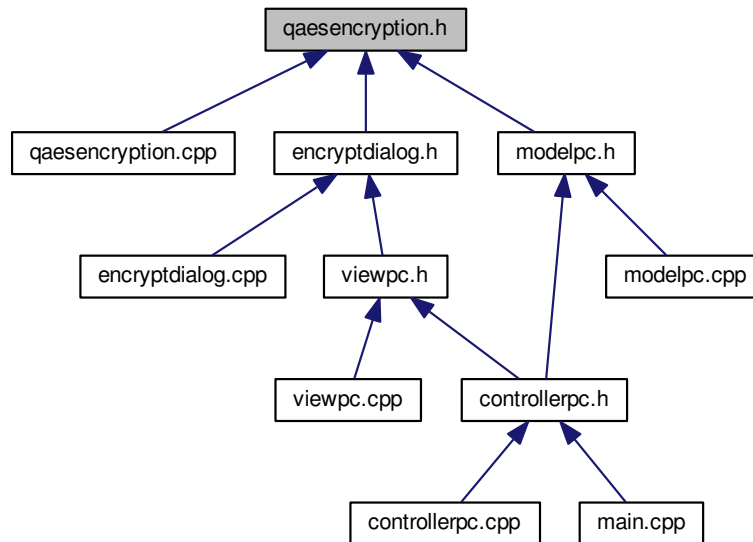 qaesencryption.h
qaesencryption.cpp
encryptdialog.h
modelpc.h
encryptdialog.cpp
viewpc.h
modelpc.cpp
viewpc.cpp
controllerpc.h
controllerpc.cpp
main.cpp